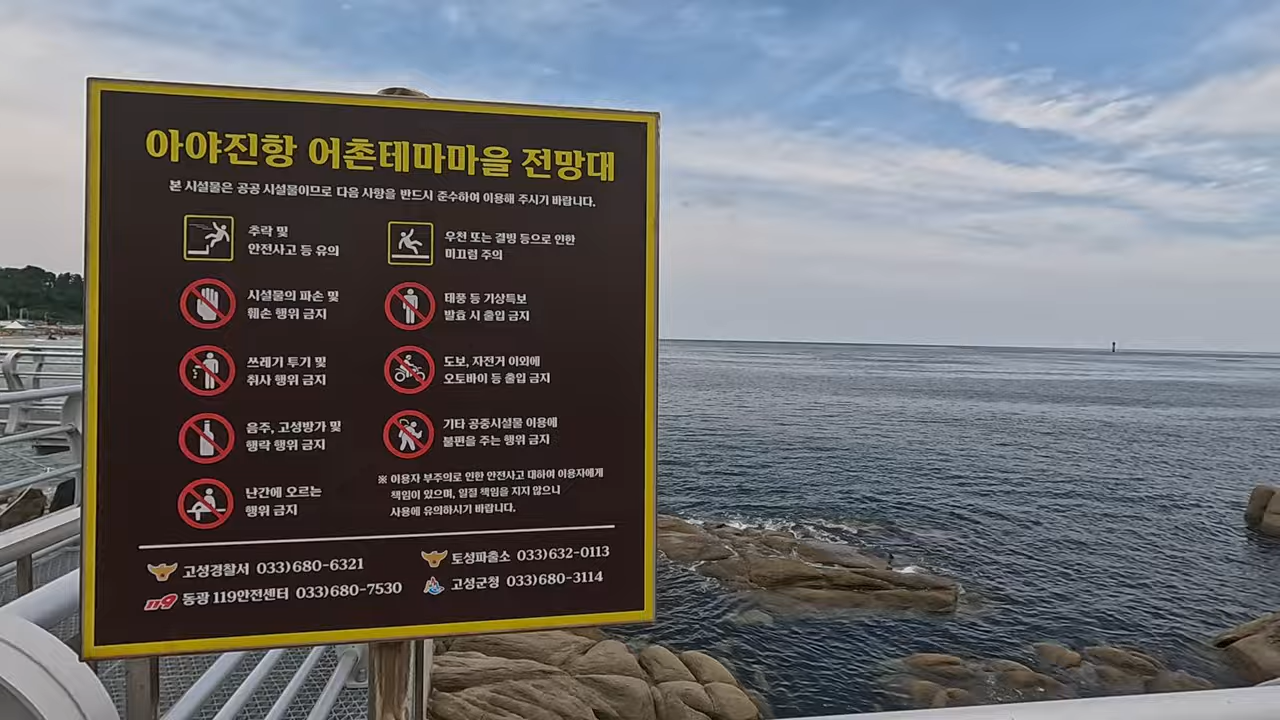 아야진항 어촌테마마을 전망대
본 시설물은 공공 시설물이므로 다음 사항을 반드시 준수하여 이용해 주시기 바랍니다.
추락 및
안전사고 등 유의
우천 또는 결빙 등으로 인한
미끄럼 주의
시설물의 파손 및
훼손 행위 금지
태풍 등 기상특보
발효 시 출입 금지
쓰레기 투기 및
취사 행위 금지
도보, 자전거 이외에
오토바이 등 출입 금지
음주, 고성방가 및
행락 행위 금지
기타 공중시설물 이용에
불편을 주는 행위 금지
난간에 오르는
행위 금지
※ 이용자 부주의로 인한 안전사고 대하여 이용자에게
책임이 있으며, 일절 책임을 지지 않으니
사용에 유의하시기 바랍니다.
고성경찰서 033)680-6321
토성파출소 033)632-0113
119 동광 119안전센터 033)680-7530
고성군청 033)680-3114